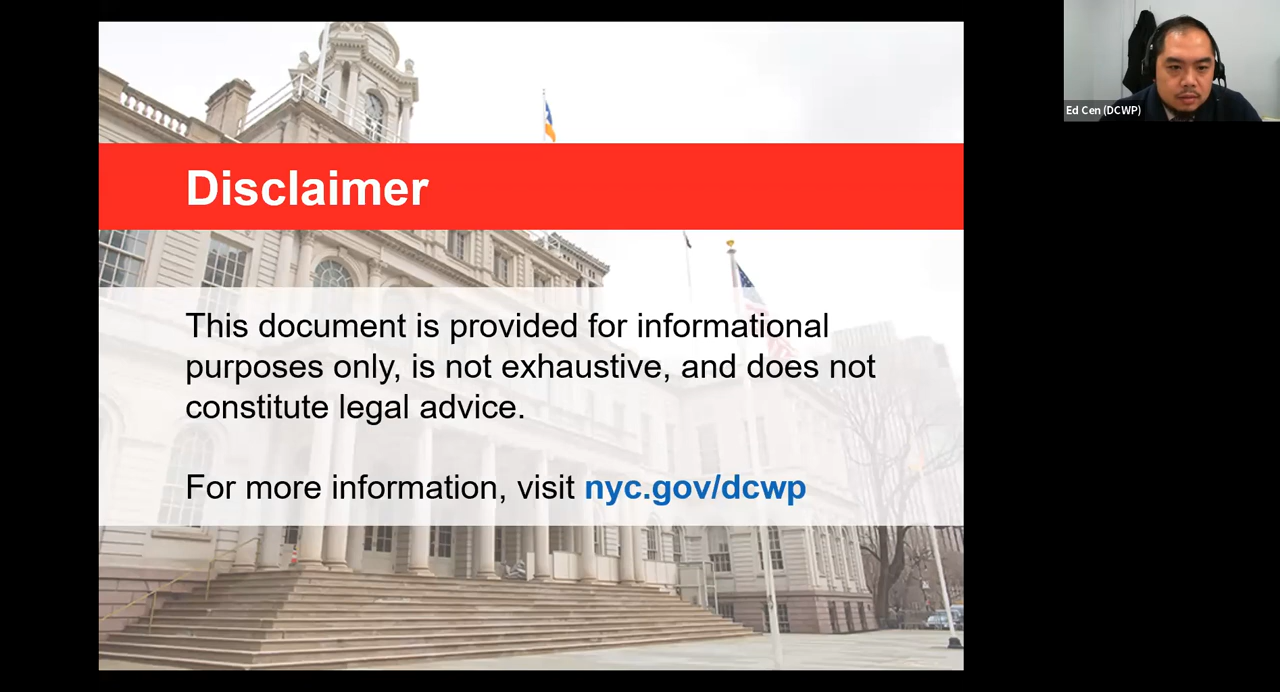 Disclaimer
This document is provided for informational
purposes only, is not exhaustive, and does not
constitute legal advice.
For more information, visit nyc.gov/dcwp
Ed Cen (DCWP)